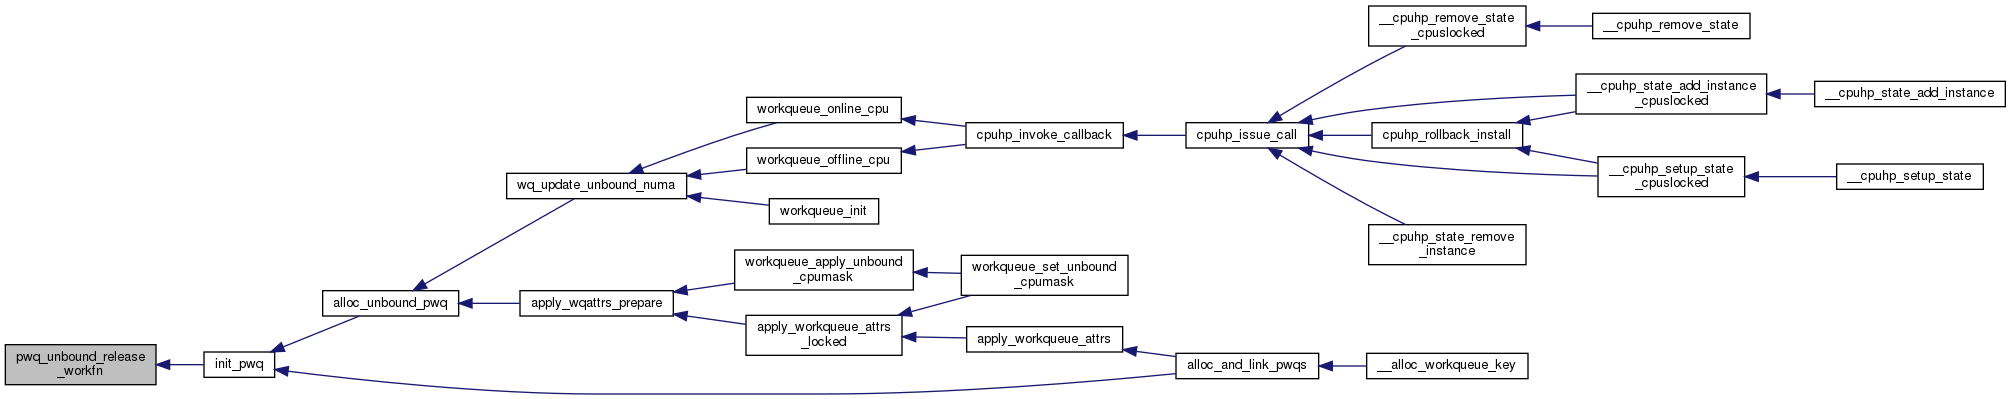 __cpuhp_remove_state
_cpuslocked
__cpuhp_remove_state
__cpuhp_state_add_instance
_cpuslocked
__cpuhp_state_add_instance
workqueue_online_cpu
cpuhp_invoke_callback
cpuhp_issue_call
cpuhp_rollback_install
workqueue_offline_cpu
__cpuhp_setup_state
_cpuslocked
__cpuhp_setup_state
wq_update_unbound_numa
workqueue_init
__cpuhp_state_remove
_instance
workqueue_apply_unbound
_cpumask
workqueue_set_unbound
_cpumask
alloc_unbound_pwq
apply_wqattrs_prepare
apply_workqueue_attrs
_locked
apply_workqueue_attrs
pwq_unbound_release
_workfn
init_pwq
alloc_and_link_pwqs
__alloc_workqueue_key